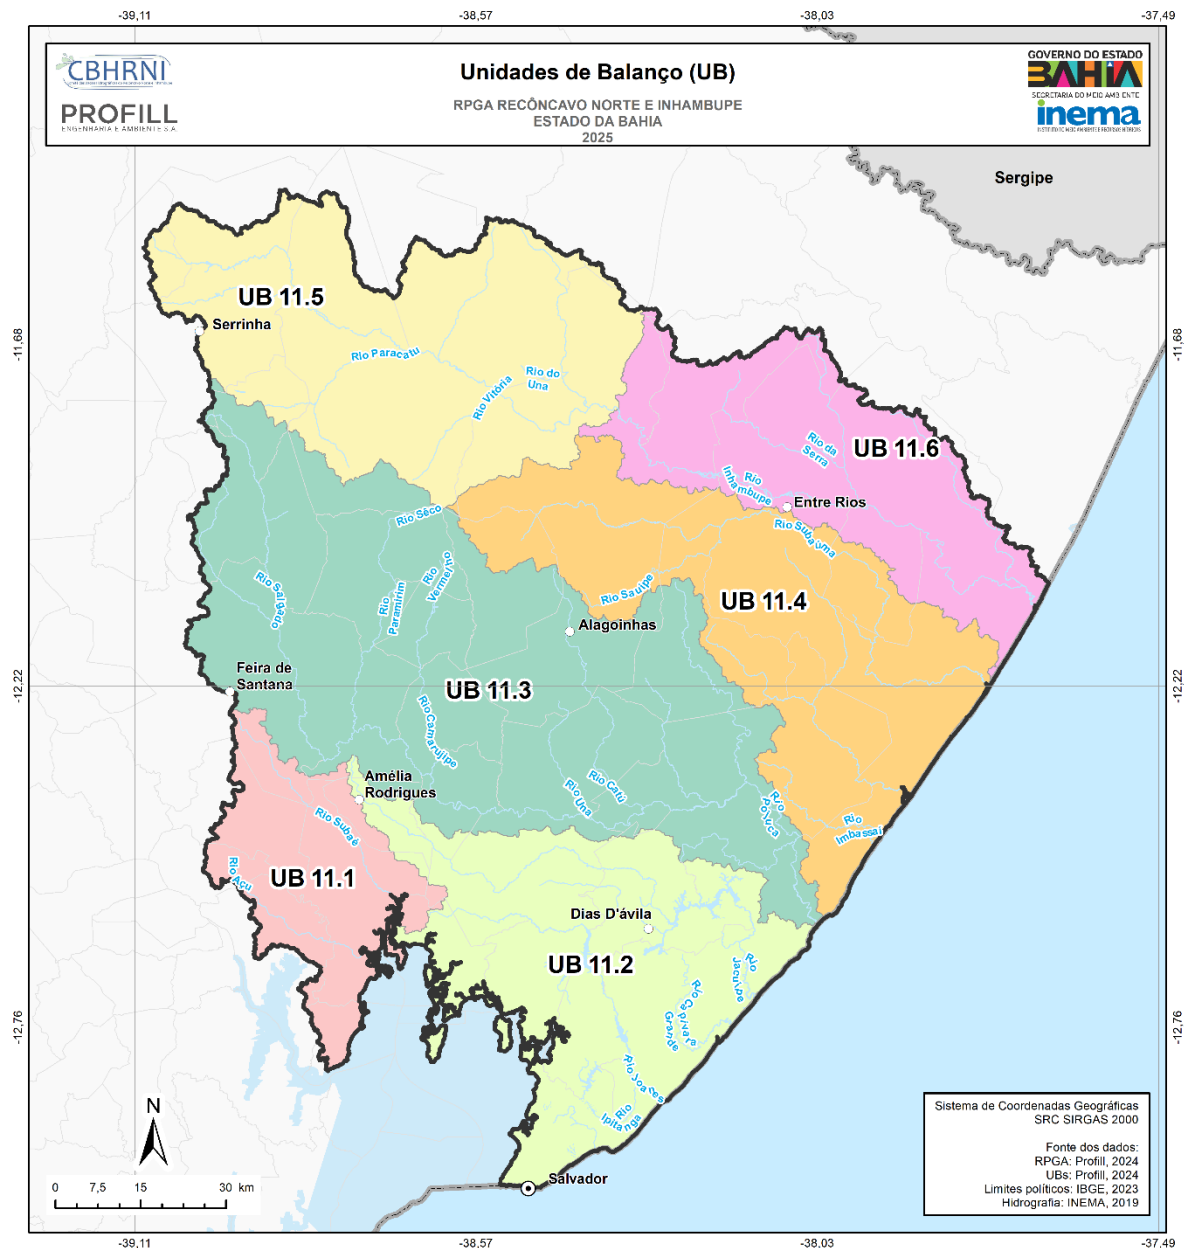 -39,11
-38,57
-38,03
-37,49
CBHRNI
PROFILL
ENGENHARIA E AMBIENTE S.A.
Unidades de Balanço (UB)
RPGA RECÔNCAVO NORTE E INHAMBUPE
ESTADO DA BAHIA
2025
GOVERNO DO ESTADO
BAHIA
SECRETARIA DO MEIO AMBIENTE
inema
INSTITUTO DO MEIO AMBIENTE E RECURSOS HÍDRICOS
Sergipe
UB 11.5
Serrinha
-11,68
-11,68
Rio Paracatu
Rio do
Una
Rio Vitória
UB 11.6
Rio da
Serra
Rio
Inhambupe
Entre Rios
Rio Sêco
Rio Subaúma
Rio
Vermelho
Rio Salgado
Rio
Paramirim
Rio Sauipe
UB 11.4
Alagoinhas
Feira de
Santana
UB 11.3
-12,22
-12,22
Rio Camarujipe
Amélia
Rodrigues
Rio Catú
Rio Una
Rio
Pojuca
Rio
Imbassaí
Rio Subaé
Rio Açu
UB 11.1
Dias D'ávila
UB 11.2
Rio
Jacuípe
Rio Capivara
Grande
-12,76
-12,76
Rio Joanes
Rio
Ipitanga
Salvador
N
0 7,5 15 30 km
Sistema de Coordenadas Geográficas
SRC SIRGAS 2000
Fonte dos dados:
RPGA: Profill, 2024
UBs: Profill, 2024
Limites políticos: IBGE, 2023
Hidrografia: INEMA, 2019
-39,11
-38,57
-38,03
-37,49